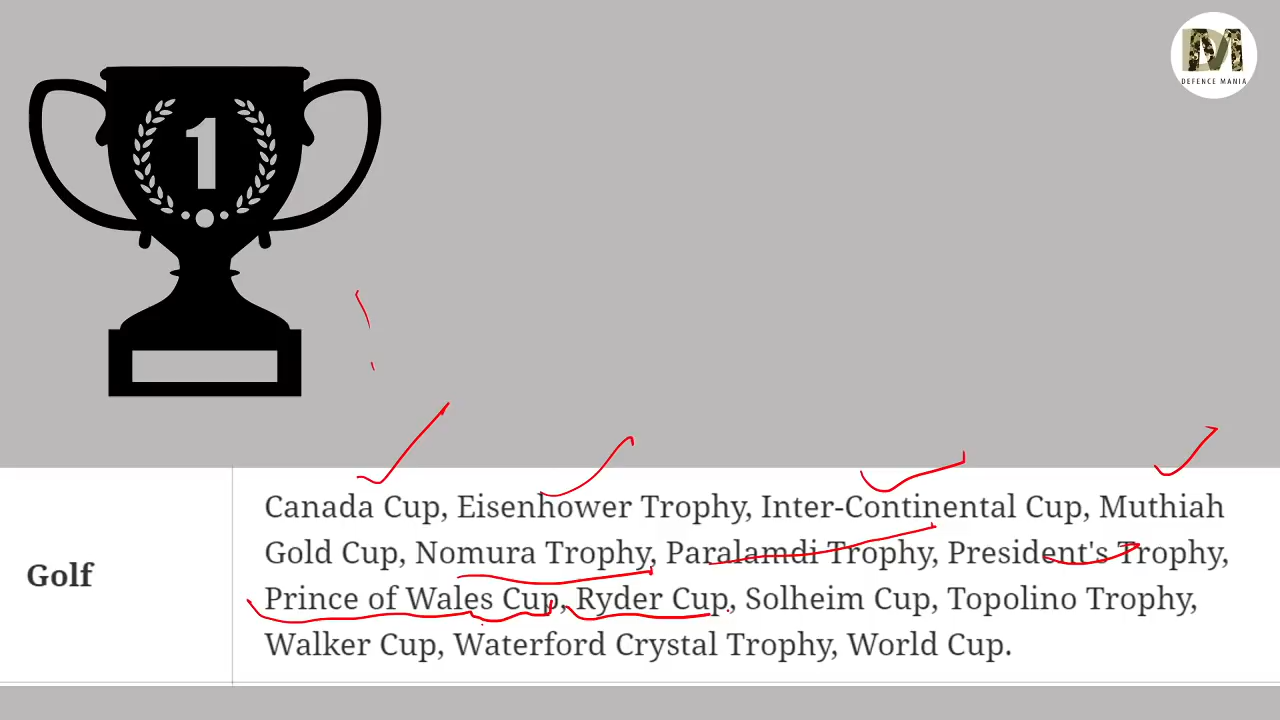 DM
DEFENCE MANIA
1
Canada Cup, Eisenhower Trophy, Inter-Continental Cup, Muthiah
Gold Cup, Nomura Trophy, Paralamdi Trophy, President's Trophy,
Golf
Prince of Wales Cup, Ryder Cup, Solheim Cup, Topolino Trophy,
Walker Cup, Waterford Crystal Trophy, World Cup.